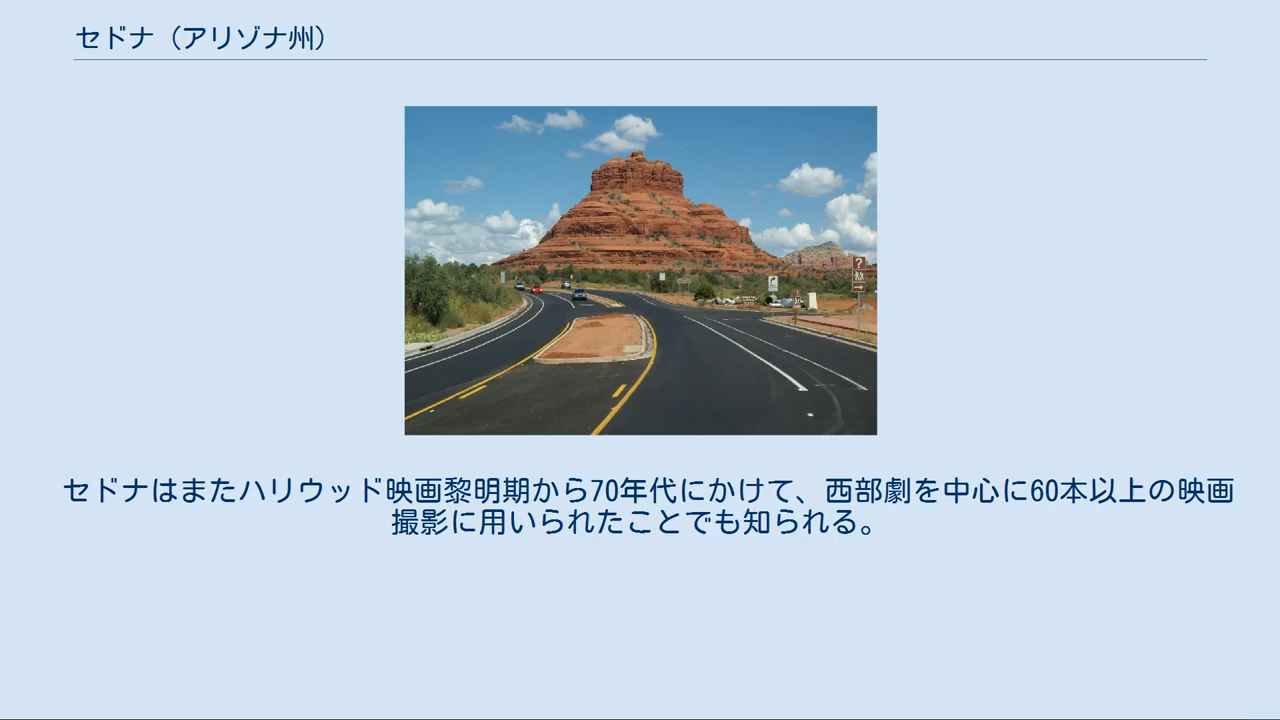 セドナ（アリゾナ州）
?
セドナはまたハリウッド映画黎明期から70年代にかけて、西部劇を中心に60本以上の映画
撮影に用いられたことでも知られる。